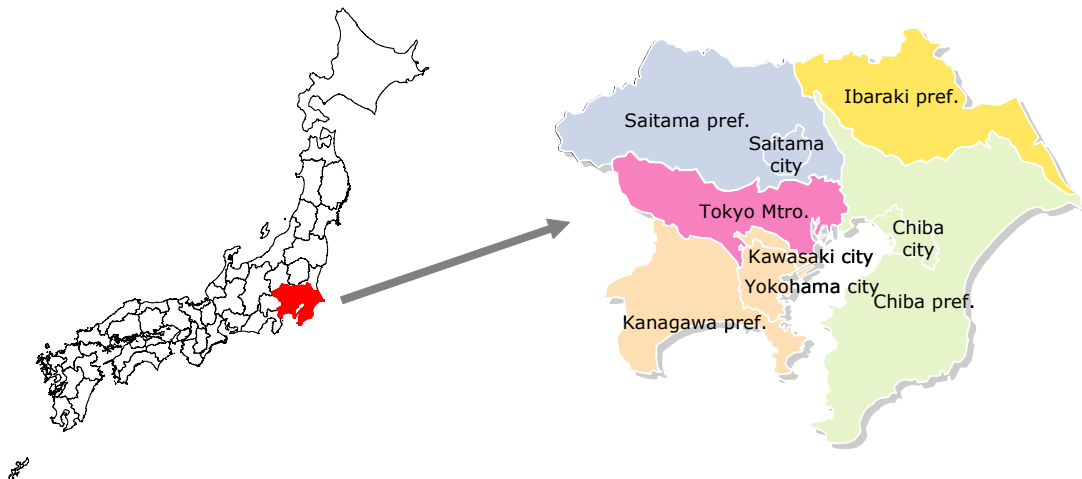 Ibaraki pref.
Saitama pref.
Saitama
city
Tokyo Mtro.
Chiba
city
Kawasaki city
Yokohama city
Chiba pref.
Kanagawa pref.